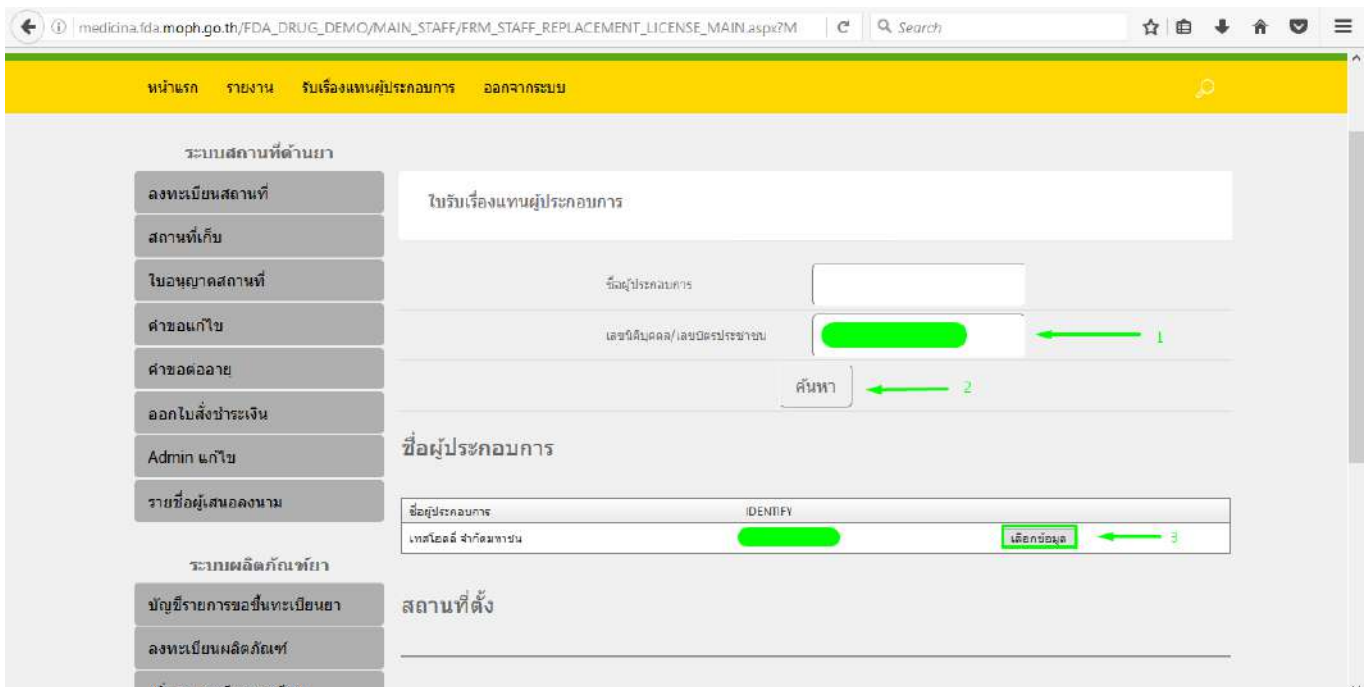 medicina.fda.moph.go.th/FDA_DRUG_DEMO/MAIN_STAFF/FRM_STAFF_REPLACEMENT_LICENSE_MAIN.aspx?M
Search
หน้าแรก รายงาน รับเรื่องแทนผู้ประกอบการ ออกจากระบบ
ระบบสถานที่ด้านยา
ลงทะเบียนสถานที่
ใบรับเรื่องแทนผู้ประกอบการ
สถานที่เก็บ
ใบอนุญาตสถานที่
ชื่อผู้ประกอบการ
คำขอแก้ไข
เลขนิติบุคคล/เลขบัตรประชาชน
1
คำขอต่ออายุ
ค้นหา
2
ออกใบสั่งชำระเงิน
ชื่อผู้ประกอบการ
Admin แก้ไข
รายชื่อผู้เสนอลงนาม
ชื่อผู้ประกอบการ IDENTIFY
เทสโอลลี่ จำกัดมหาชน เลือกข้อมูล
3
ระบบผลิตภัณฑ์ยา
บัญชีรายการขอขึ้นทะเบียนยา
สถานที่ตั้ง
ลงทะเบียนผลิตภัณฑ์